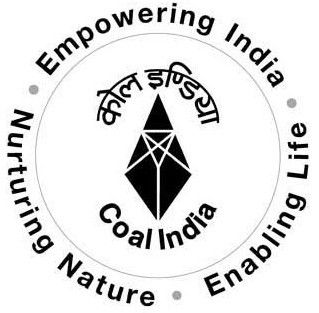 Empowering India
Enabling Life
Nurturing Nature
कोल इण्डिया
Coal India